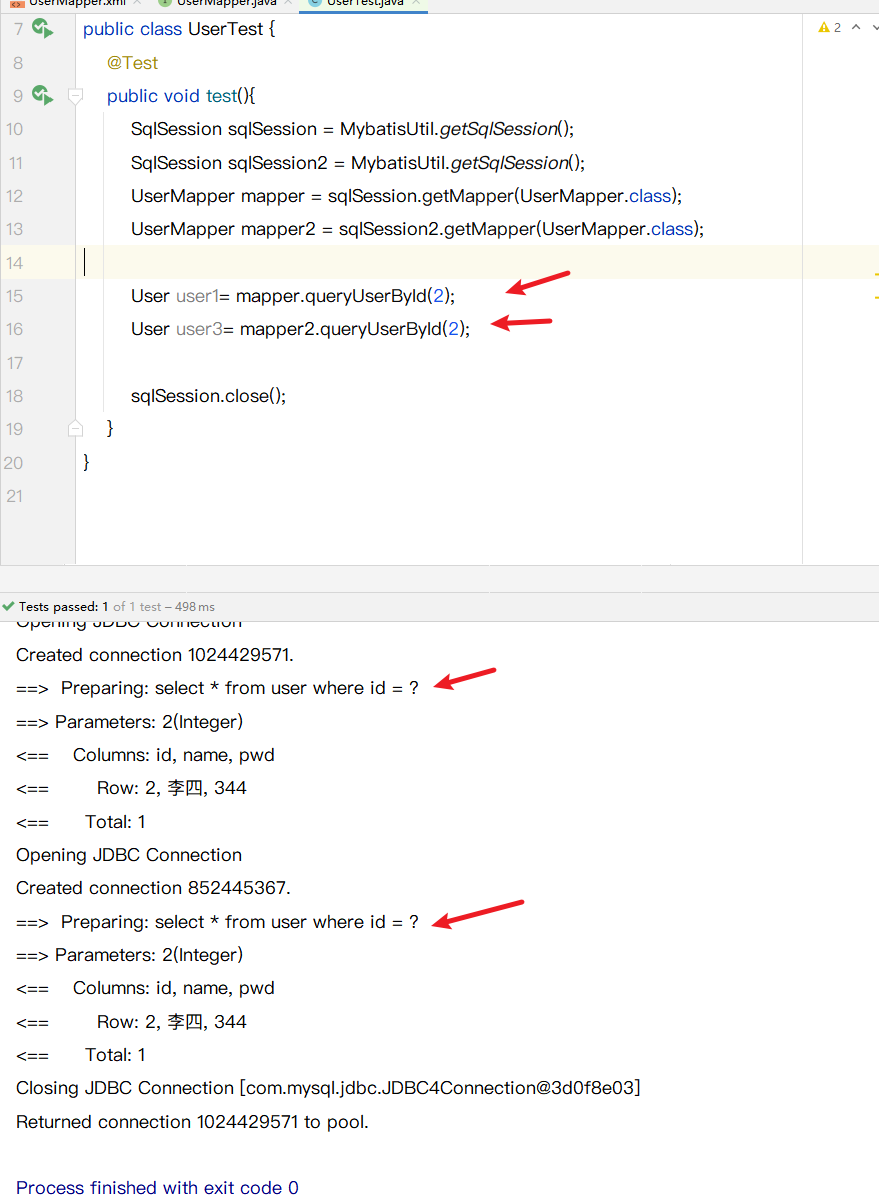 UserMapper.xml UserMapper.java UserTest.java
7 public class UserTest { 2
8 @Test
9 public void test(){
10 SqlSession sqlSession = MybatisUtil.getSqlSession();
11 SqlSession sqlSession2 = MybatisUtil.getSqlSession();
12 UserMapper mapper = sqlSession.getMapper(UserMapper.class);
13 UserMapper mapper2 = sqlSession2.getMapper(UserMapper.class);
14
15 User user1= mapper.queryUserById(2);
16 User user3= mapper2.queryUserById(2);
17
18 sqlSession.close();
19 }
20 }
21
Tests passed: 1 of 1 test – 498 ms
Opening JDBC Connection
Created connection 1024429571.
==> Preparing: select * from user where id = ?
==> Parameters: 2(Integer)
<== Columns: id, name, pwd
<== Row: 2, 李四, 344
<== Total: 1
Opening JDBC Connection
Created connection 852445367.
==> Preparing: select * from user where id = ?
==> Parameters: 2(Integer)
<== Columns: id, name, pwd
<== Row: 2, 李四, 344
<== Total: 1
Closing JDBC Connection [com.mysql.jdbc.JDBC4Connection@3d0f8e03]
Returned connection 1024429571 to pool.
Process finished with exit code 0